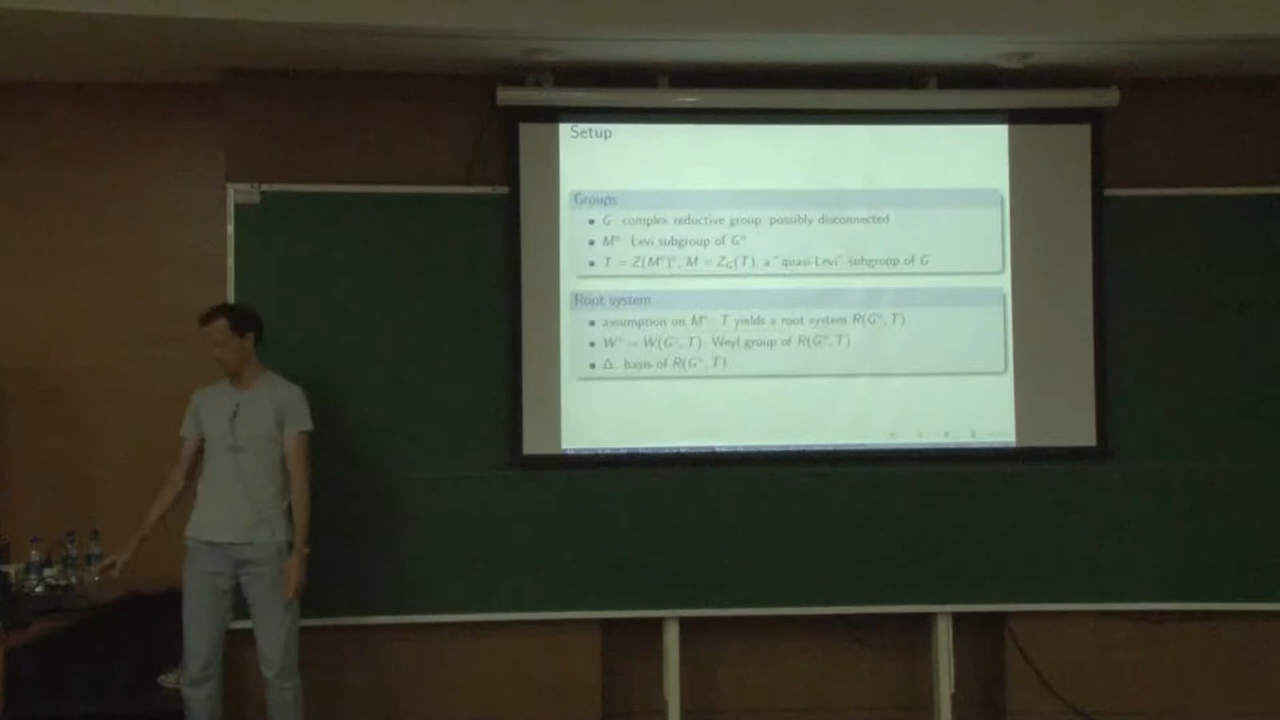 Setup
Groups
G complex reductive group, possibly disconnected
M° Levi subgroup of G°
T = Z(M°)°, M = Z_G(T), a "quasi-Levi" subgroup of G
Root system
assumption on M° T yields a root system R(G°, T)
W° = W(G°, T) Weyl group of R(G°, T)
Δ basis of R(G°, T)